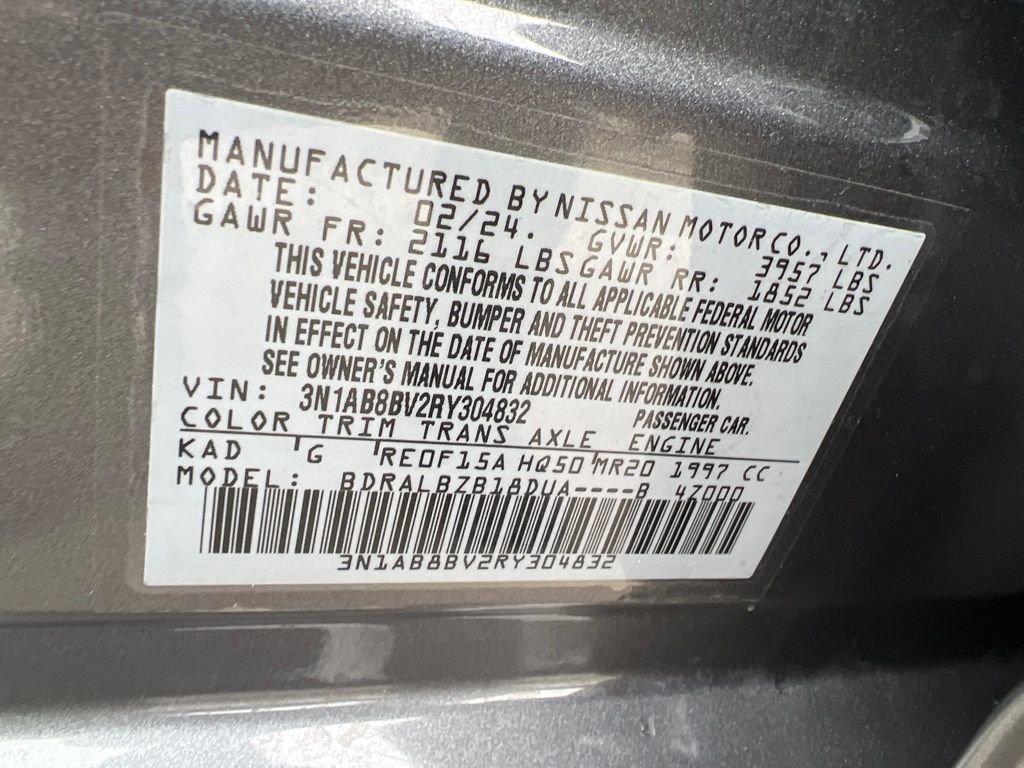 MANUFACTURED BY NISSAN MOTOR CO., LTD.
DATE: 02/24. GVWR: 3957 LBS
GAWR FR: 2116 LBS GAWR RR: 1852 LBS
THIS VEHICLE CONFORMS TO ALL APPLICABLE FEDERAL MOTOR
VEHICLE SAFETY, BUMPER AND THEFT PREVENTION STANDARDS
IN EFFECT ON THE DATE OF MANUFACTURE SHOWN ABOVE.
SEE OWNER'S MANUAL FOR ADDITIONAL INFORMATION.
VIN: 3N1AB8BV2RY304832 PASSENGER CAR.
COLOR TRIM TRANS AXLE ENGINE
KAD G RE0F15A HQ50 MR20 1997 CC
MODEL: BDRALBZB18DUA----B 47000
3N1AB8BV2RY304832